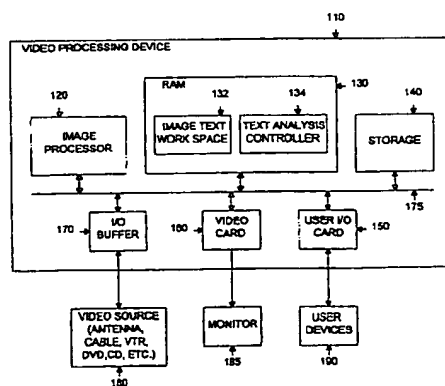 110
VIDEO PROCESSING DEVICE
120
IMAGE
PROCESSOR
RAM
130
132
IMAGE TEXT
WORK SPACE
134
TEXT ANALYSIS
CONTROLLER
140
STORAGE
175
I/O
BUFFER
170
VIDEO
CARD
160
USER I/O
CARD
150
VIDEO SOURCE
(ANTENNA,
CABLE, VTR,
DVD,CD, ETC.)
180
MONITOR
185
USER
DEVICES
190